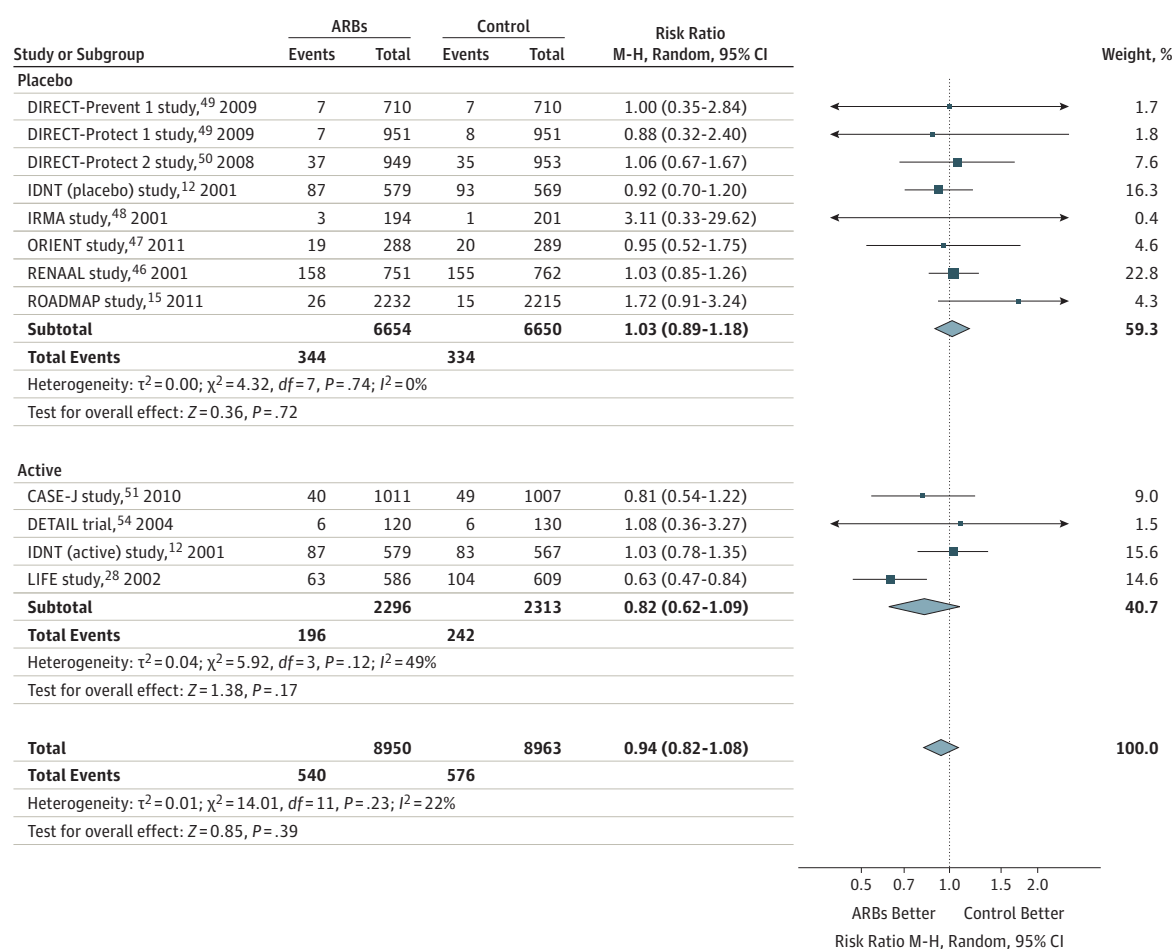 ARBs Control Risk Ratio
Study or Subgroup Events Total Events Total M-H, Random, 95% CI Weight, %
Placebo
DIRECT-Prevent 1 study,49 2009 7 710 7 710 1.00 (0.35-2.84) 1.7
DIRECT-Protect 1 study,49 2009 7 951 8 951 0.88 (0.32-2.40) 1.8
DIRECT-Protect 2 study,50 2008 37 949 35 953 1.06 (0.67-1.67) 7.6
IDNT (placebo) study,12 2001 87 579 93 569 0.92 (0.70-1.20) 16.3
IRMA study,48 2001 3 194 1 201 3.11 (0.33-29.62) 0.4
ORIENT study,47 2011 19 288 20 289 0.95 (0.52-1.75) 4.6
RENAAL study,46 2001 158 751 155 762 1.03 (0.85-1.26) 22.8
ROADMAP study,15 2011 26 2232 15 2215 1.72 (0.91-3.24) 4.3
Subtotal 6654 6650 1.03 (0.89-1.18) 59.3
Total Events 344 334
Heterogeneity: τ²=0.00; χ²=4.32, df=7, P=.74; I²=0%
Test for overall effect: Z=0.36, P=.72
Active
CASE-J study,51 2010 40 1011 49 1007 0.81 (0.54-1.22) 9.0
DETAIL trial,54 2004 6 120 6 130 1.08 (0.36-3.27) 1.5
IDNT (active) study,12 2001 87 579 83 567 1.03 (0.78-1.35) 15.6
LIFE study,28 2002 63 586 104 609 0.63 (0.47-0.84) 14.6
Subtotal 2296 2313 0.82 (0.62-1.09) 40.7
Total Events 196 242
Heterogeneity: τ²=0.04; χ²=5.92, df=3, P=.12; I²=49%
Test for overall effect: Z=1.38, P=.17
Total 8950 8963 0.94 (0.82-1.08) 100.0
Total Events 540 576
Heterogeneity: τ²=0.01; χ²=14.01, df=11, P=.23; I²=22%
Test for overall effect: Z=0.85, P=.39
0.5 0.7 1.0 1.5 2.0
ARBs Better Control Better
Risk Ratio M-H, Random, 95% CI